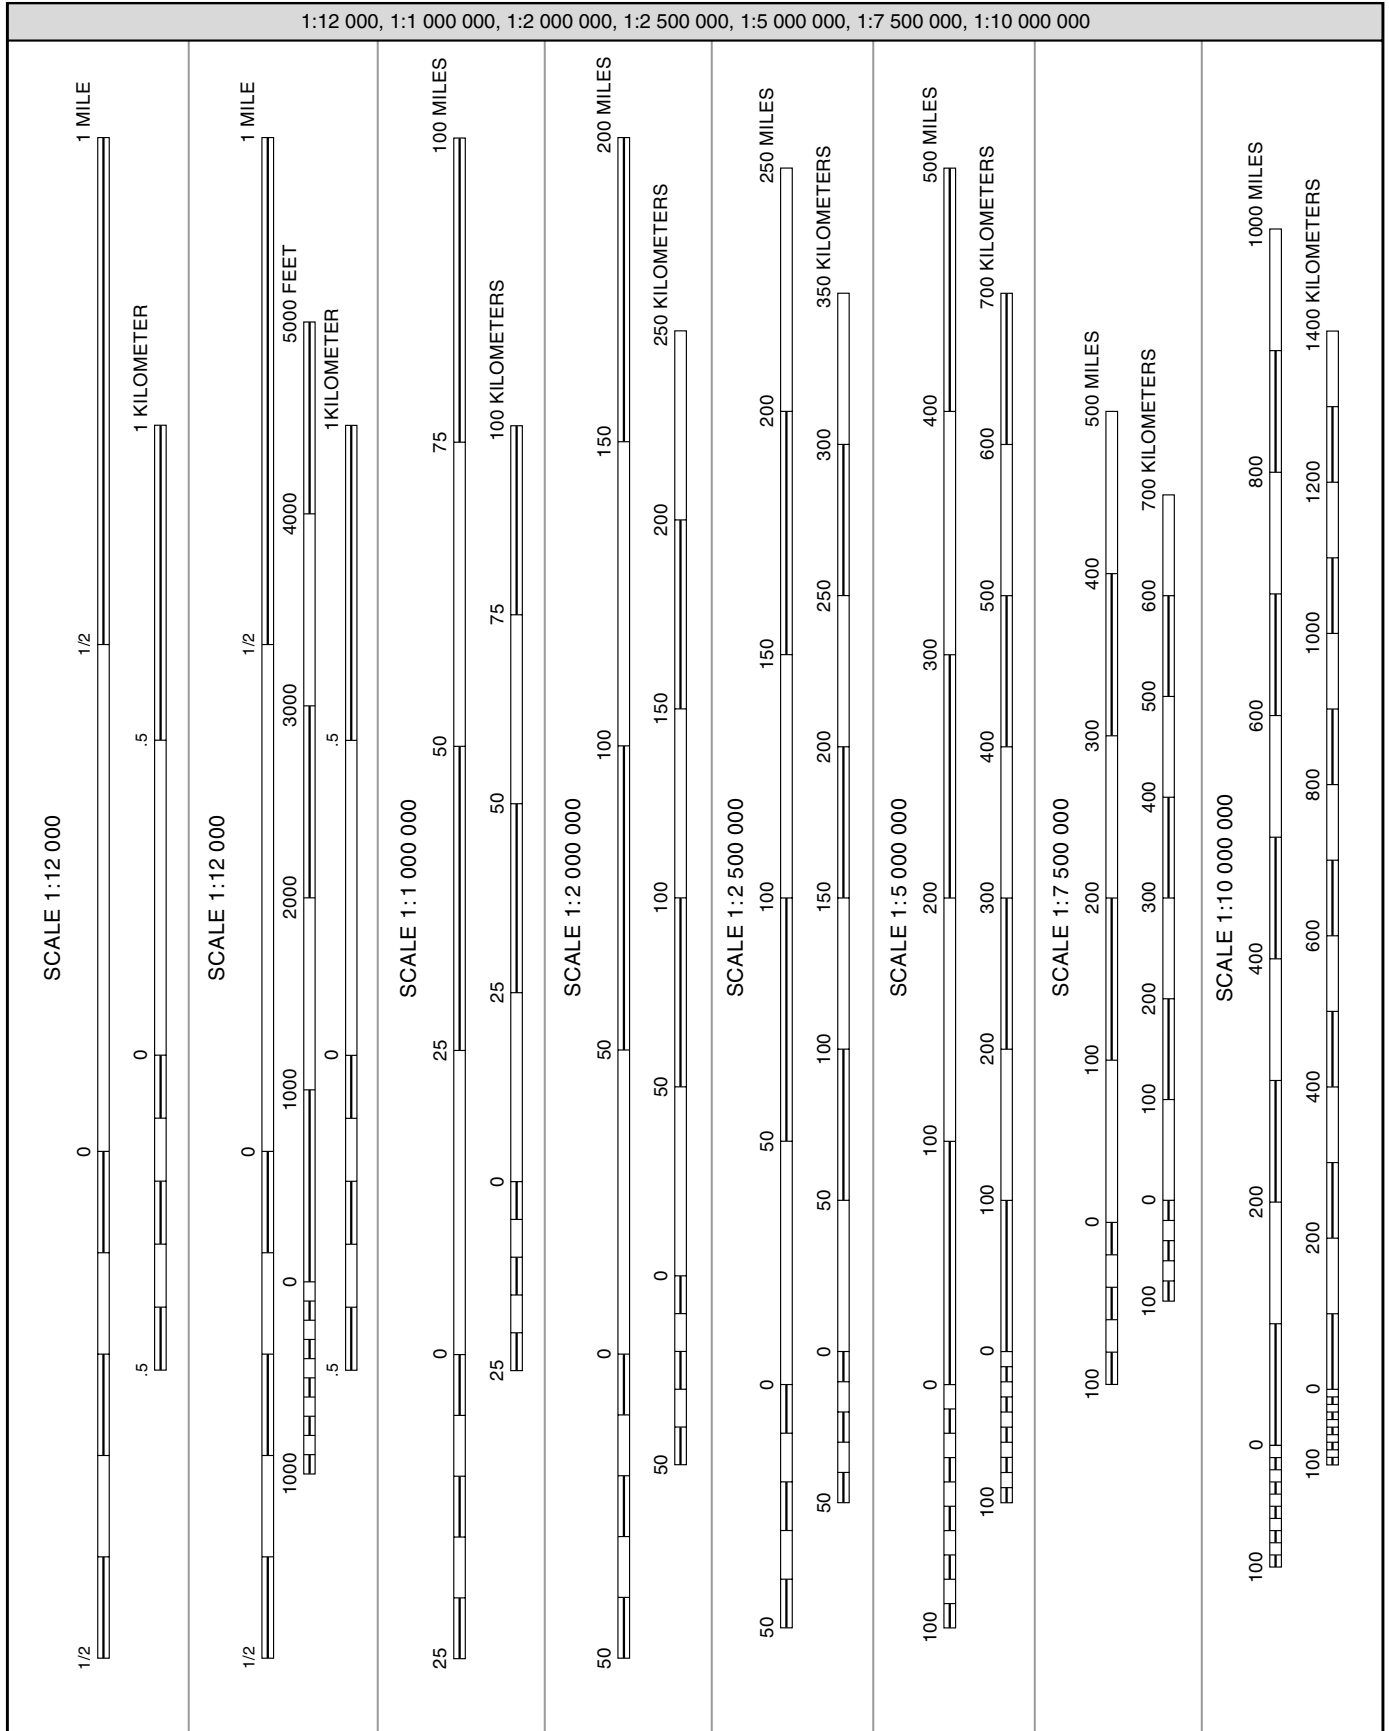 1:12 000, 1:1 000 000, 1:2 000 000, 1:2 500 000, 1:5 000 000, 1:7 500 000, 1:10 000 000
SCALE 1:12 000
1/2 0 1/2 1 MILE
.5 0 .5 1 KILOMETER
SCALE 1:12 000
1/2 0 1/2 1 MILE
1000 0 1000 2000 3000 4000 5000 FEET
.5 0 .5 1KILOMETER
SCALE 1:1 000 000
25 0 25 50 75 100 MILES
25 0 25 50 75 100 KILOMETERS
SCALE 1:2 000 000
50 0 50 100 150 200 MILES
50 0 50 100 150 200 250 KILOMETERS
SCALE 1:2 500 000
50 0 50 100 150 200 250 MILES
50 0 50 100 150 200 250 300 350 KILOMETERS
SCALE 1:5 000 000
100 0 100 200 300 400 500 MILES
100 0 100 200 300 400 500 600 700 KILOMETERS
SCALE 1:7 500 000
100 0 100 200 300 400 500 MILES
100 0 100 200 300 400 500 600 700 KILOMETERS
SCALE 1:10 000 000
100 0 200 400 600 800 1000 MILES
100 0 200 400 600 800 1000 1200 1400 KILOMETERS